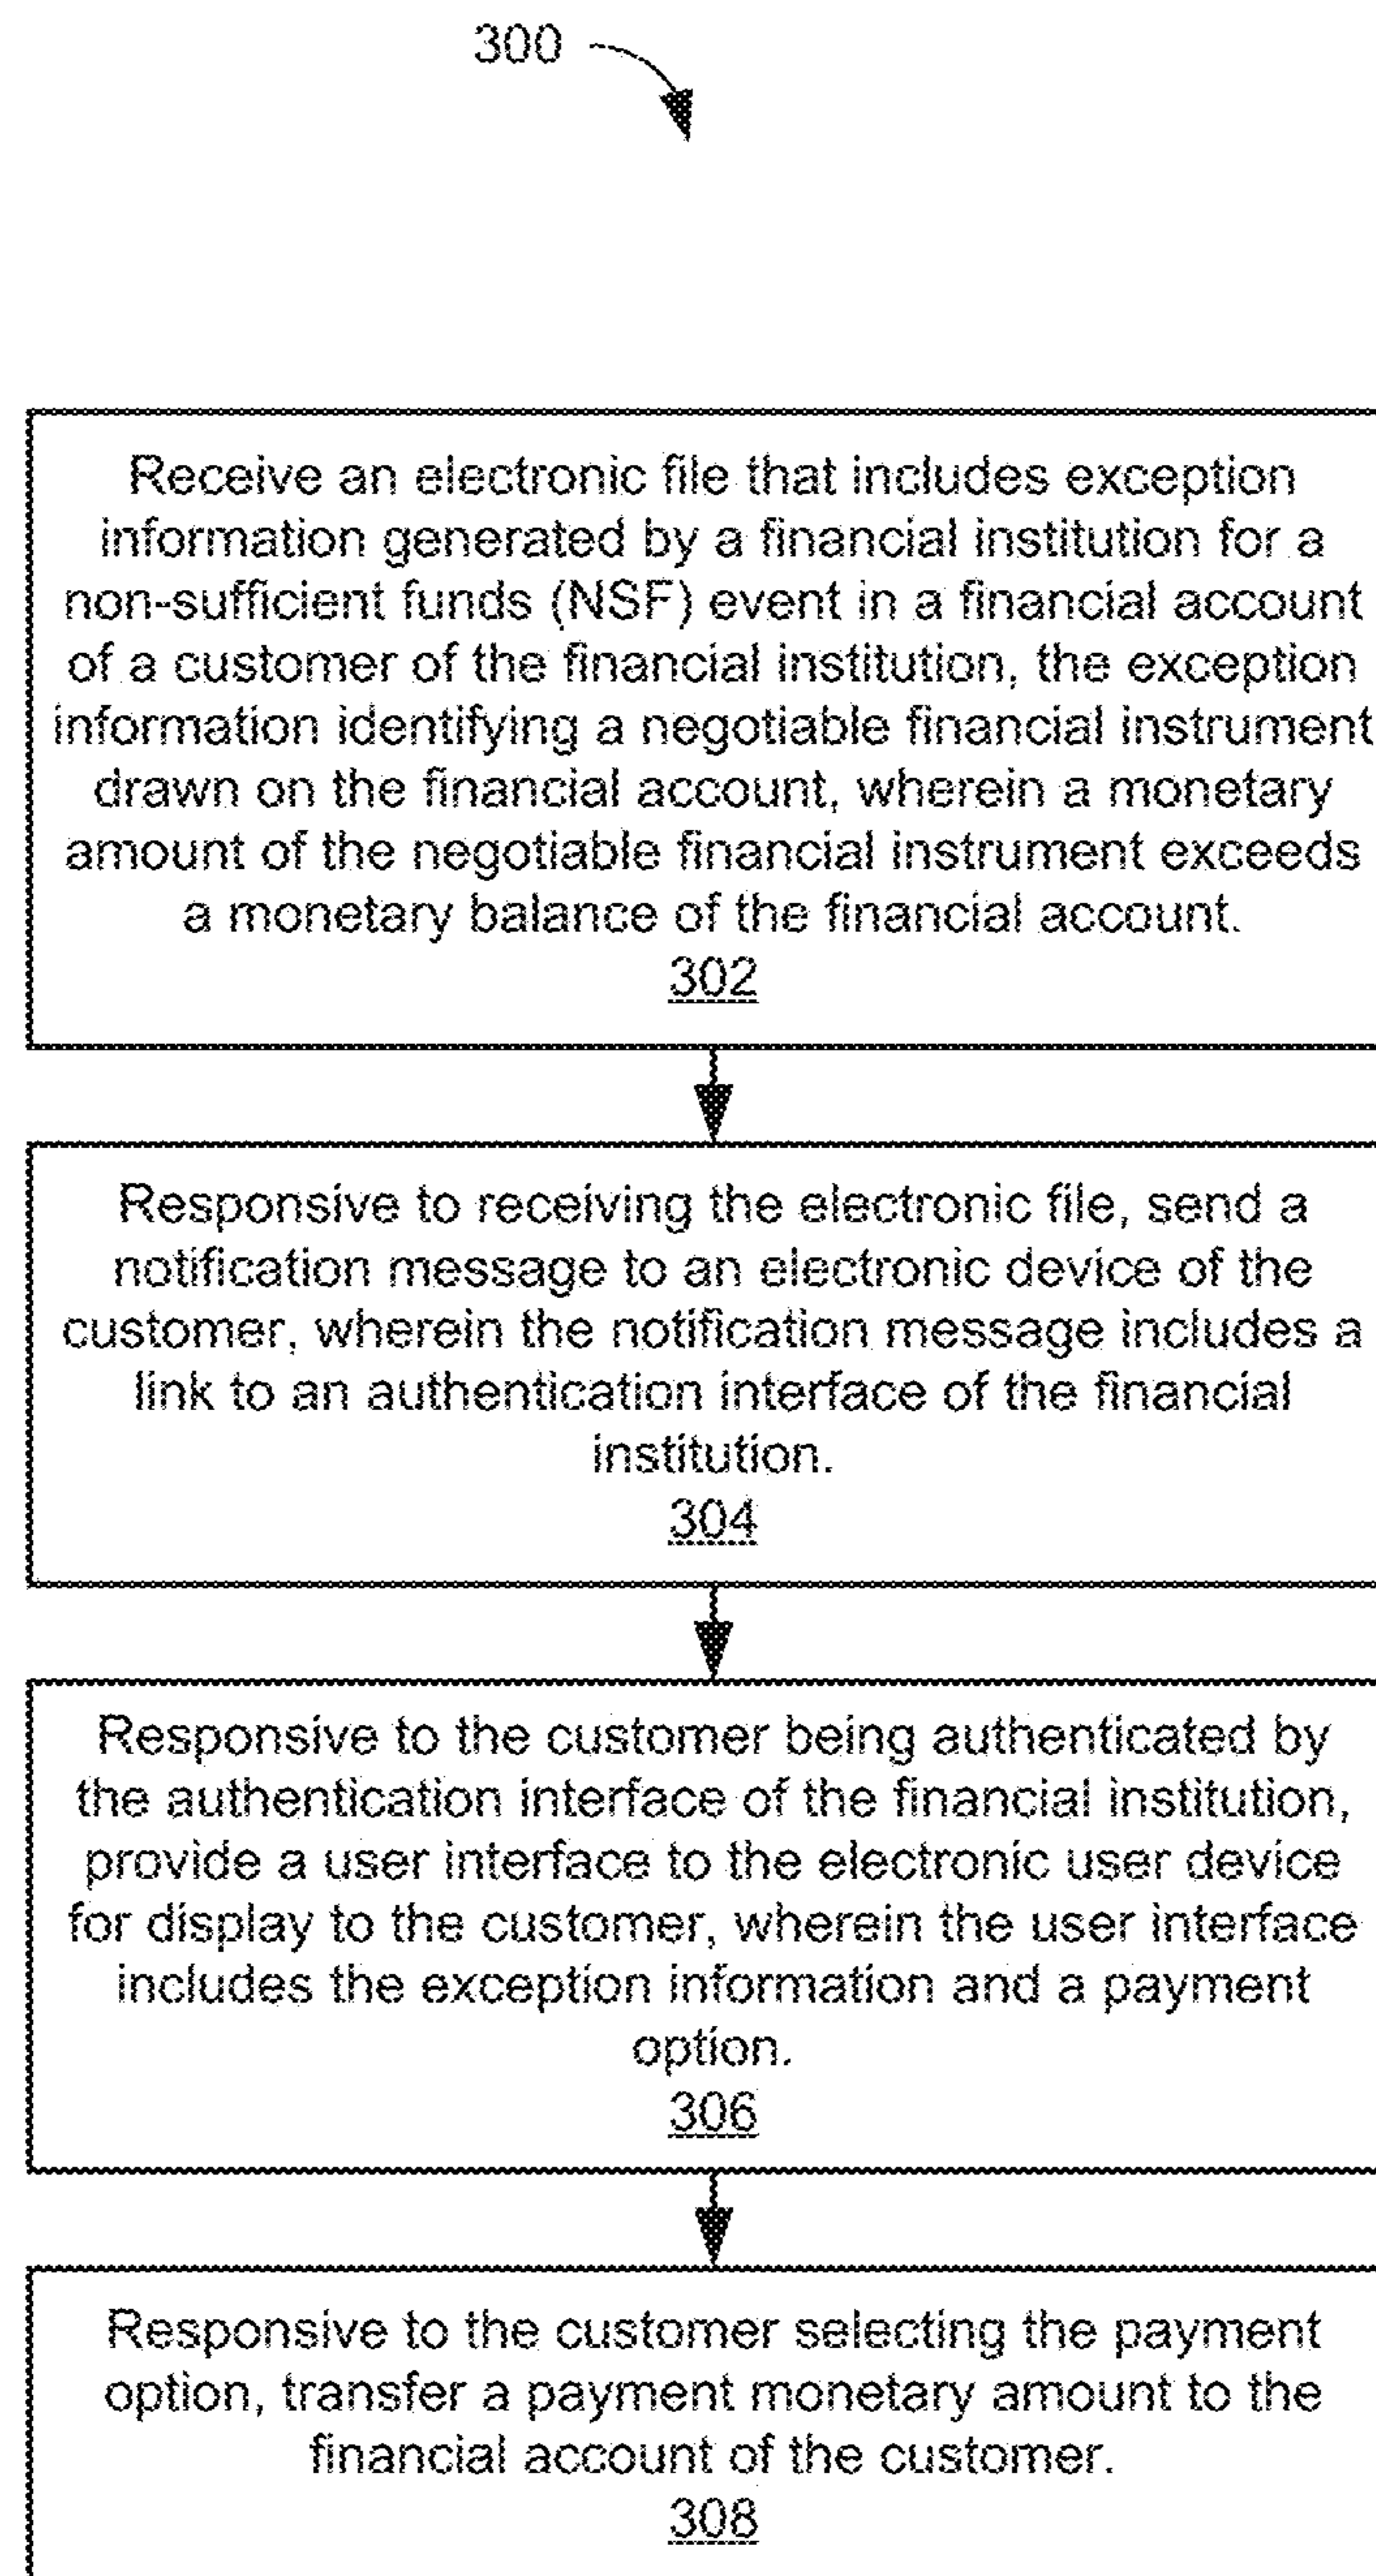 300
Receive an electronic file that includes exception
information generated by a financial institution for a
non-sufficient funds (NSF) event in a financial account
of a customer of the financial institution, the exception
information identifying a negotiable financial instrument
drawn on the financial account, wherein a monetary
amount of the negotiable financial instrument exceeds
a monetary balance of the financial account.
302
Responsive to receiving the electronic file, send a
notification message to an electronic device of the
customer, wherein the notification message includes a
link to an authentication interface of the financial
institution.
304
Responsive to the customer being authenticated by
the authentication interface of the financial institution,
provide a user interface to the electronic user device
for display to the customer, wherein the user interface
includes the exception information and a payment
option.
306
Responsive to the customer selecting the payment
option, transfer a payment monetary amount to the
financial account of the customer.
308